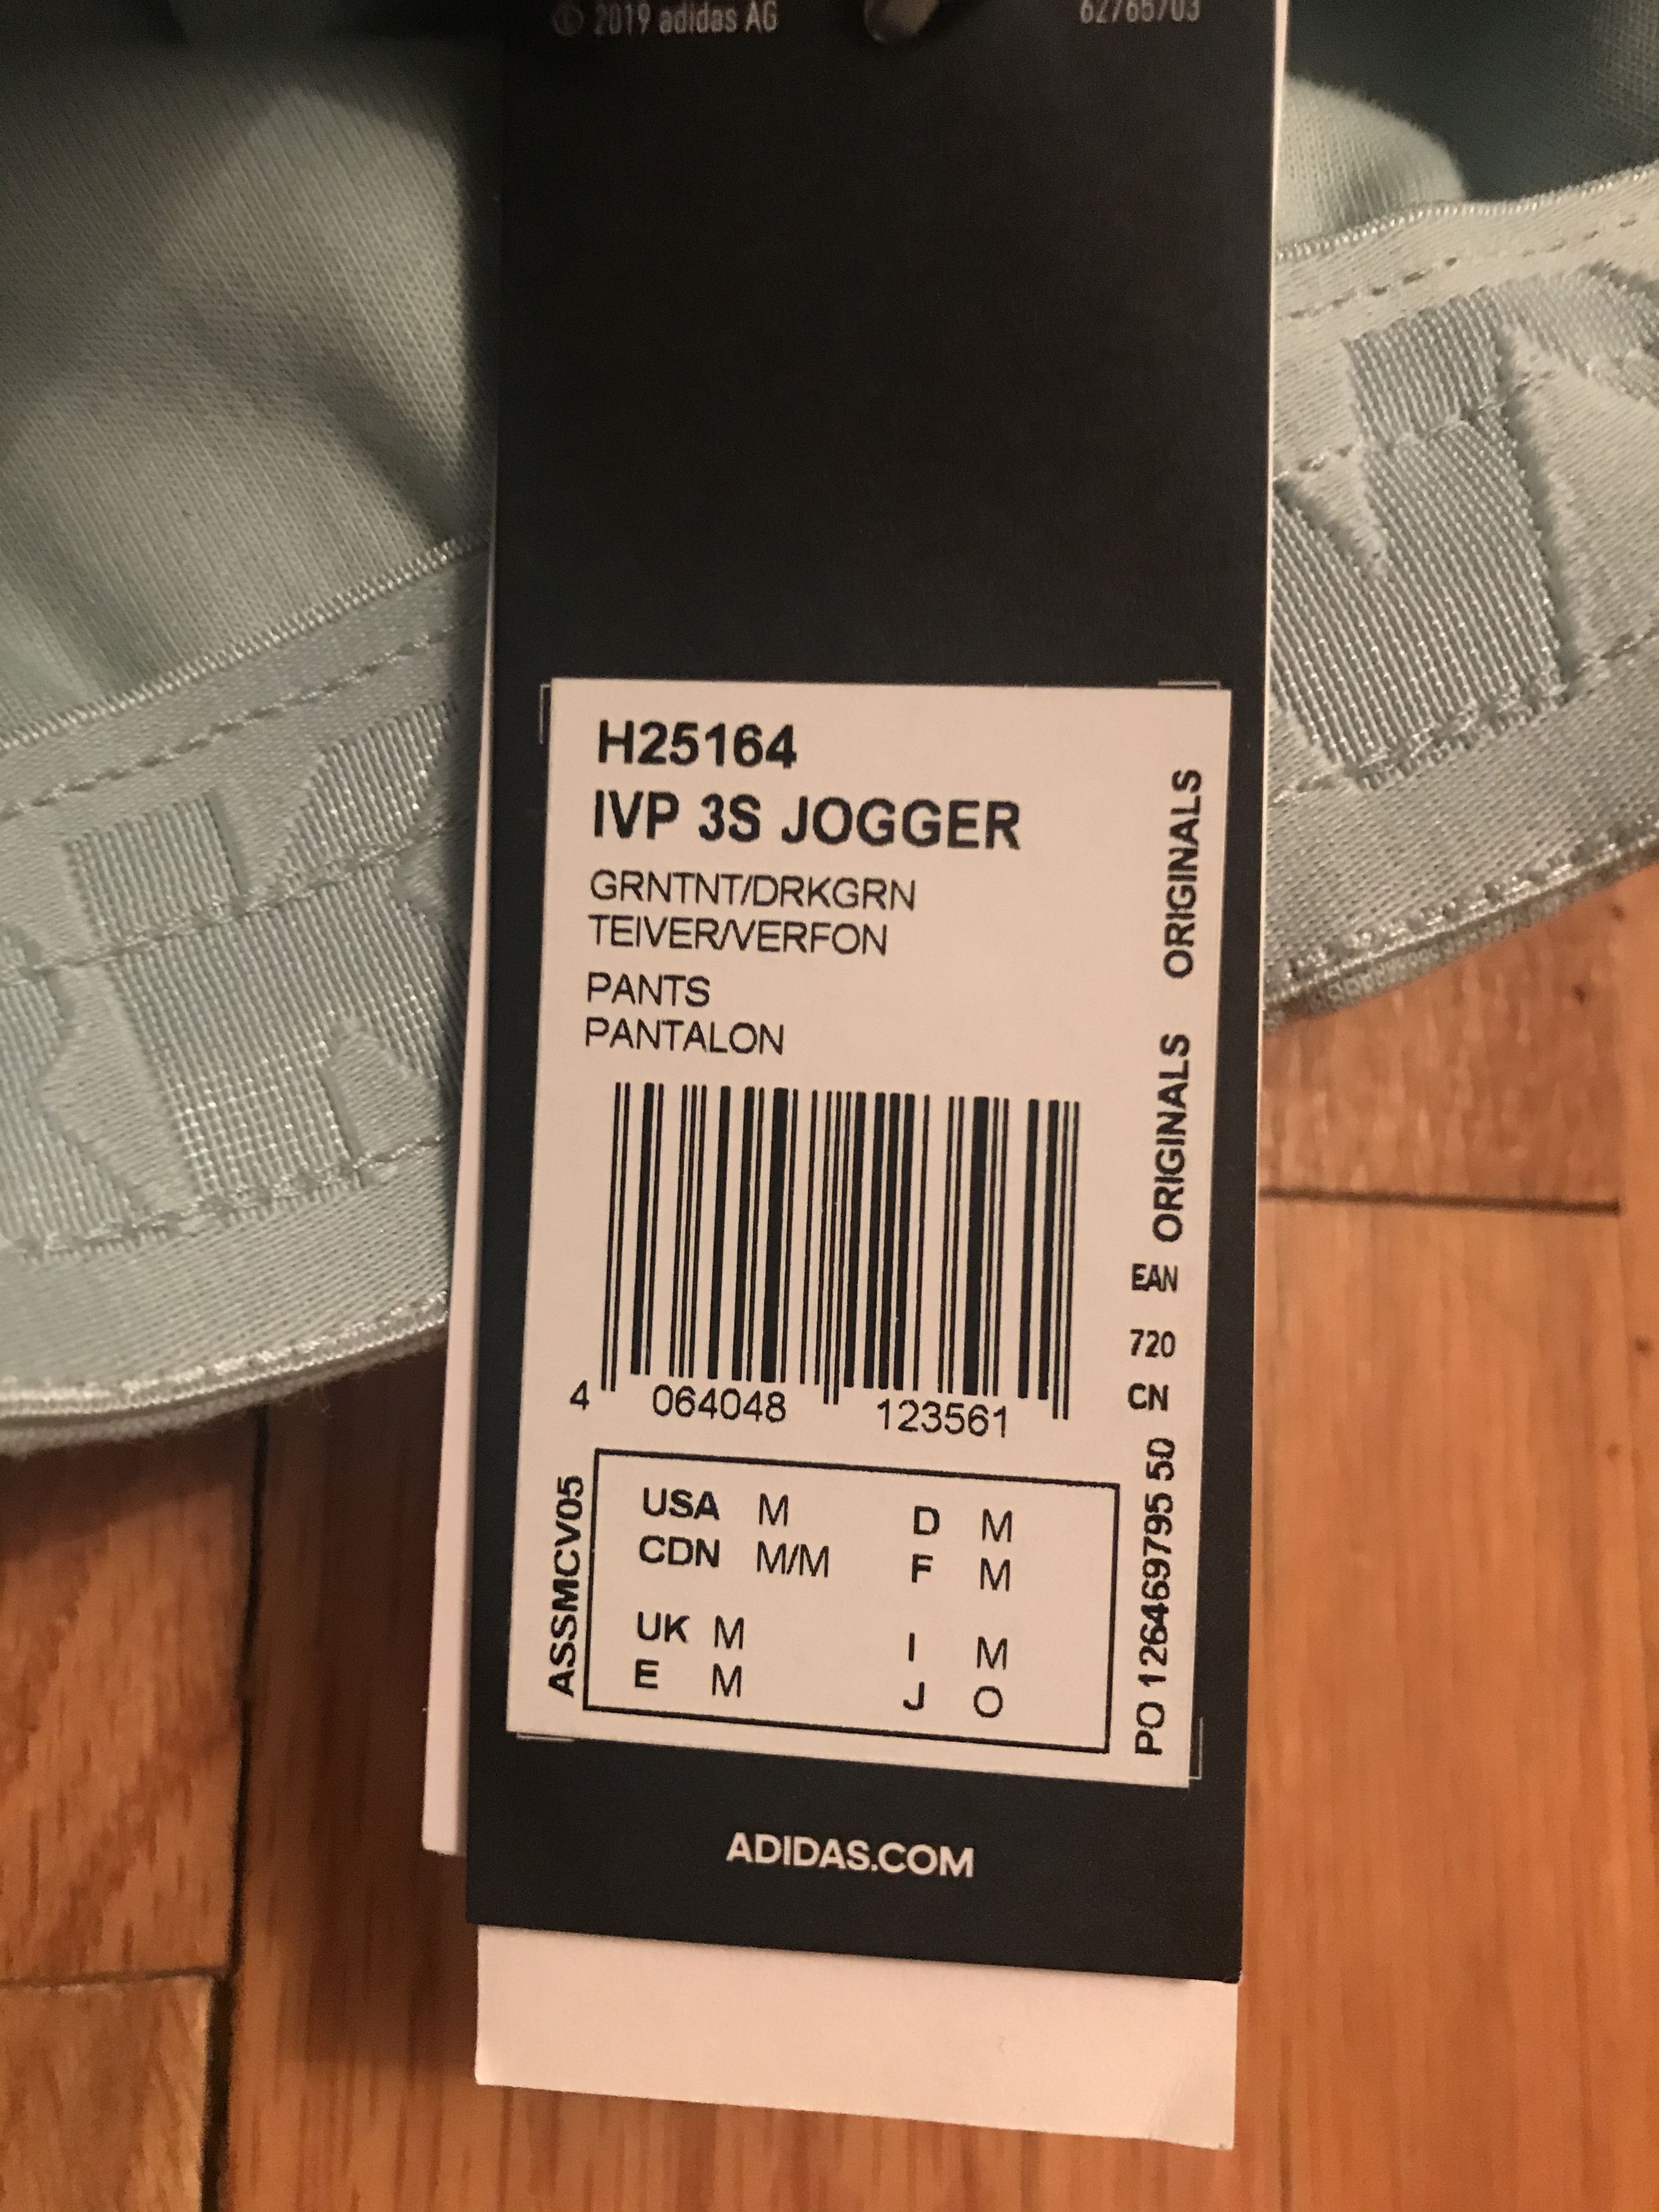 © 2019 adidas AG
62765703
H25164
IVP 3S JOGGER
GRNTNT/DRKGRN
TEIVER/VERFON
PANTS
PANTALON
ORIGINALS ORIGINALS
EAN
720
CN
4 064048 123561
ASSMCV05
USA M D M
CDN M/M F M
UK M I M
E M J O
PO 126469795 50
ADIDAS.COM